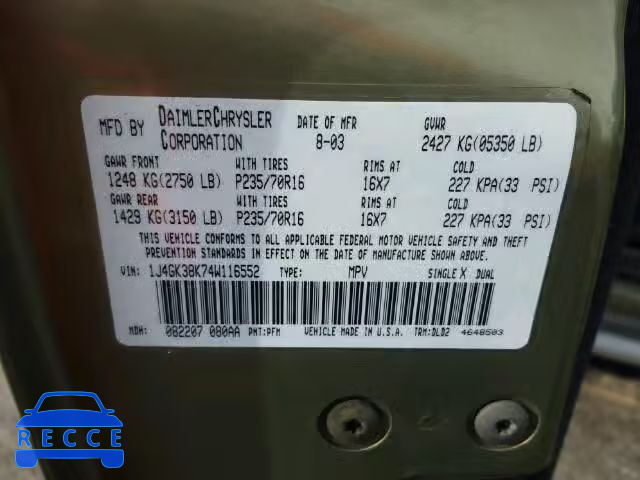 MFD BY DAIMLERCHRYSLER CORPORATION DATE OF MFR 8-03 GVWR 2427 KG(05350 LB)
GAWR FRONT WITH TIRES RIMS AT COLD
1248 KG(2750 LB) P235/70R16 16X7 227 KPA(33 PSI)
GAWR REAR WITH TIRES RIMS AT COLD
1429 KG(3150 LB) P235/70R16 16X7 227 KPA(33 PSI)
THIS VEHICLE CONFORMS TO ALL APPLICABLE FEDERAL MOTOR VEHICLE SAFETY AND THEFT
PREVENTION STANDARDS IN EFFECT ON THE DATE OF MANUFACTURE SHOWN ABOVE.
VIN: 1J4GK38K74W116552 TYPE: MPV SINGLE X DUAL
MDH: 082207 080AA PNT:PFM VEHICLE MADE IN U.S.A. TRM:DLD2 4648503
RECCE